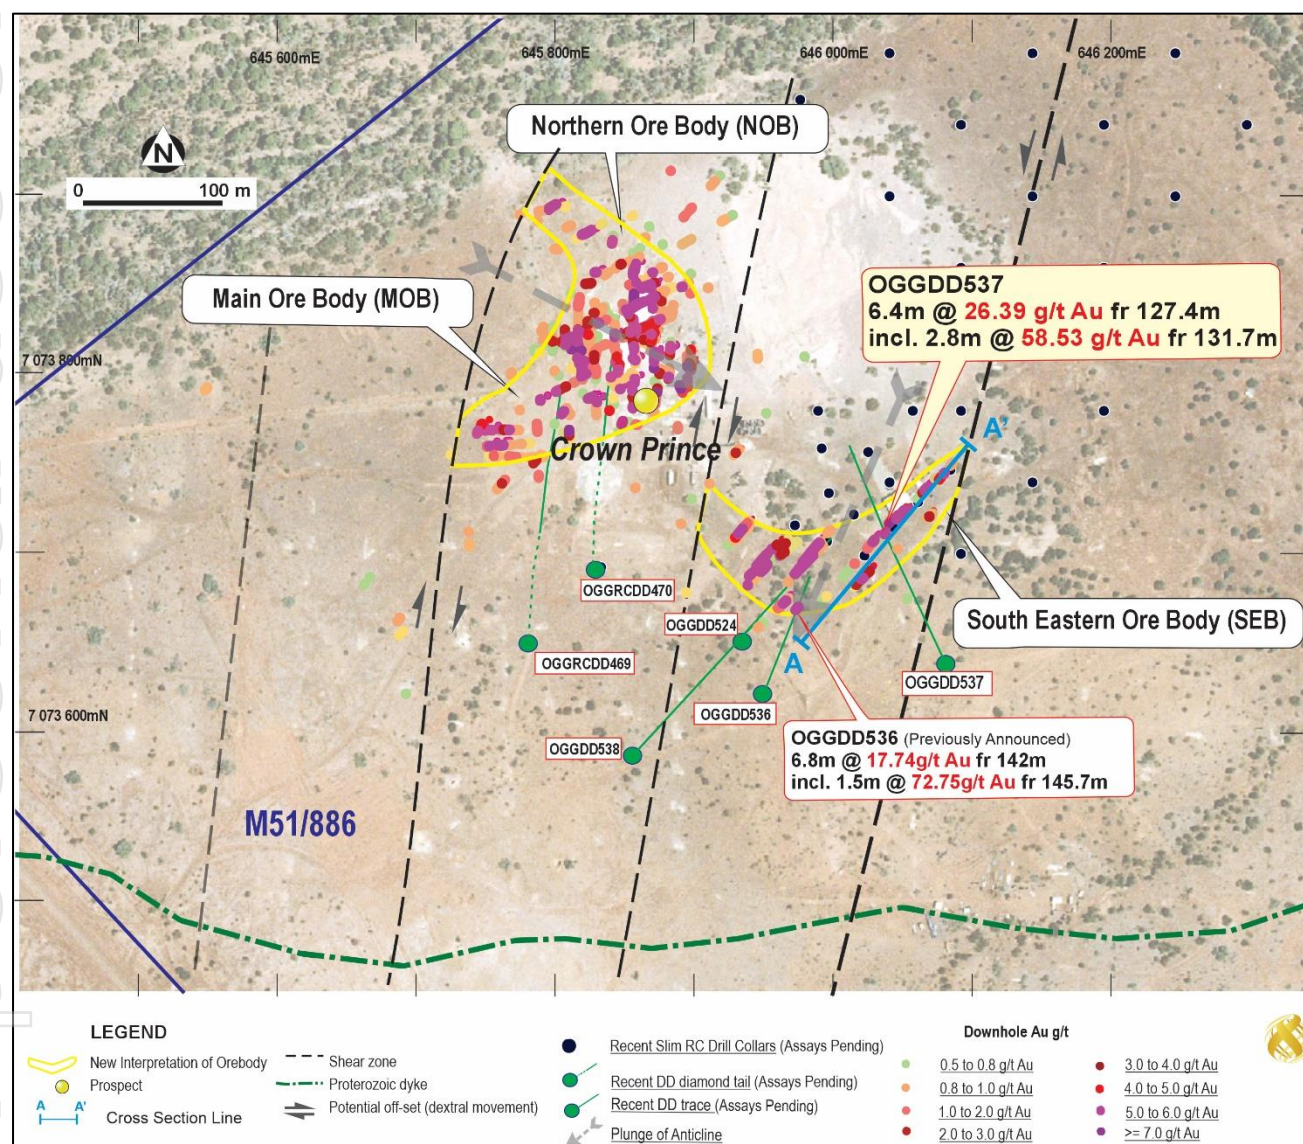 645 600mE
645 800mE
646 000mE
646 200mE
Northern Ore Body (NOB)
N
0 100 m
Main Ore Body (MOB)
OGGDD537
6.4m @ 26.39 g/t Au fr 127.4m
incl. 2.8m @ 58.53 g/t Au fr 131.7m
7 073 800mN
A'
Crown Prince
OGGRCDD470
OGGDD524
South Eastern Ore Body (SEB)
OGGRCDD469
A
OGGDD537
OGGDD536
7 073 600mN
OGGDD538
OGGDD536 (Previously Announced)
6.8m @ 17.74g/t Au fr 142m
incl. 1.5m @ 72.75g/t Au fr 145.7m
M51/886
LEGEND
New Interpretation of Orebody
Prospect
A A'
Cross Section Line
Shear zone
Proterozoic dyke
Potential off-set (dextral movement)
Recent Slim RC Drill Collars (Assays Pending)
Recent DD diamond tail (Assays Pending)
Recent DD trace (Assays Pending)
Plunge of Anticline
Downhole Au g/t
0.5 to 0.8 g/t Au
0.8 to 1.0 g/t Au
1.0 to 2.0 g/t Au
2.0 to 3.0 g/t Au
3.0 to 4.0 g/t Au
4.0 to 5.0 g/t Au
5.0 to 6.0 g/t Au
>= 7.0 g/t Au